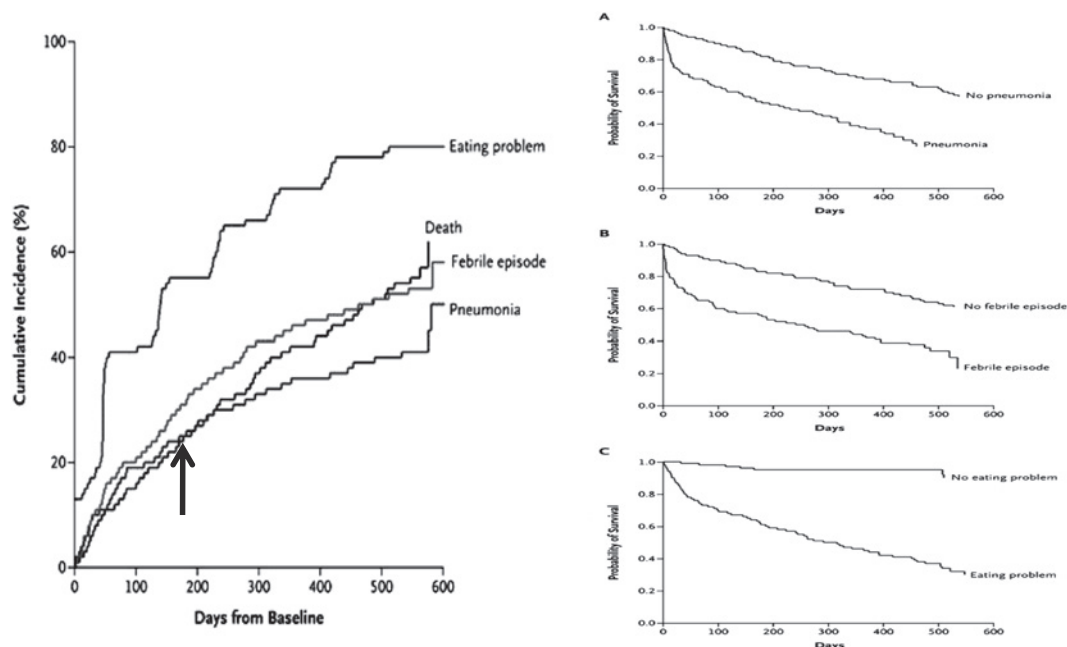 100
80
60
40
20
0
Cumulative Incidence (%)
Eating problem
Death
Febrile episode
Pneumonia
0 100 200 300 400 500 600
Days from Baseline
A
1.0
0.8
0.6
0.4
0.2
0.0
Probability of Survival
No pneumonia
Pneumonia
0 100 200 300 400 500 600
Days
B
1.0
0.8
0.6
0.4
0.2
0.0
Probability of Survival
No febrile episode
Febrile episode
0 100 200 300 400 500 600
Days
C
1.0
0.8
0.6
0.4
0.2
0.0
Probability of Survival
No eating problem
Eating problem
0 100 200 300 400 500 600
Days